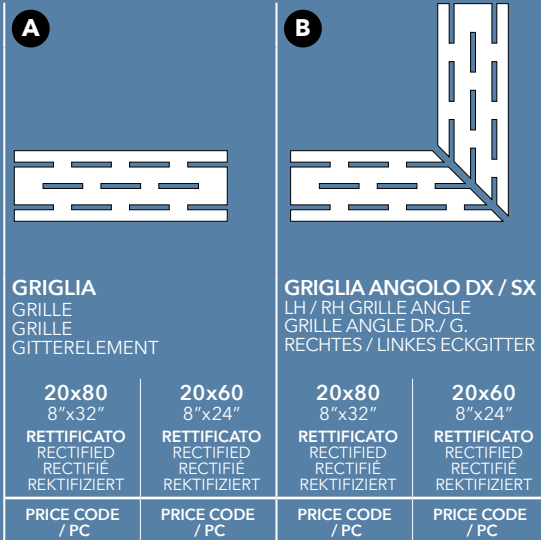 A
GRIGLIA
GRILLE
GRILLE
GITTERELEMENT
20x80
8”x32”
RETTIFICATO
RECTIFIED
RECTIFIÉ
REKTIFIZIERT
PRICE CODE
/ PC
20x60
8”x24”
RETTIFICATO
RECTIFIED
RECTIFIÉ
REKTIFIZIERT
PRICE CODE
/ PC
B
GRIGLIA ANGOLO DX / SX
LH / RH GRILLE ANGLE
GRILLE ANGLE DR./ G.
RECHTES / LINKES ECKGITTER
20x80
8”x32”
RETTIFICATO
RECTIFIED
RECTIFIÉ
REKTIFIZIERT
PRICE CODE
/ PC
20x60
8”x24”
RETTIFICATO
RECTIFIED
RECTIFIÉ
REKTIFIZIERT
PRICE CODE
/ PC